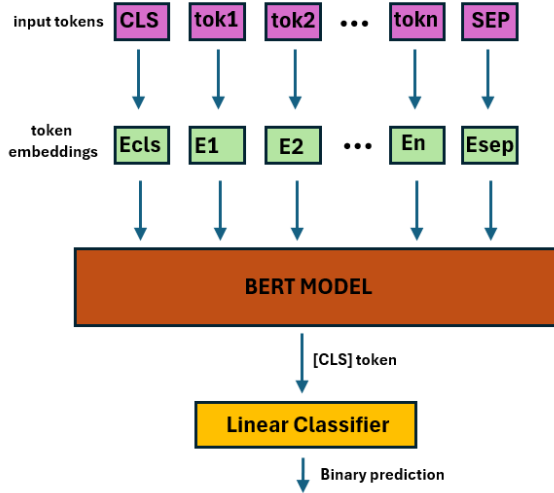 input tokens CLS tok1 tok2 ... tokn SEP
token
embeddings Ecls E1 E2 ... En Esep
BERT MODEL
[CLS] token
Linear Classifier
Binary prediction